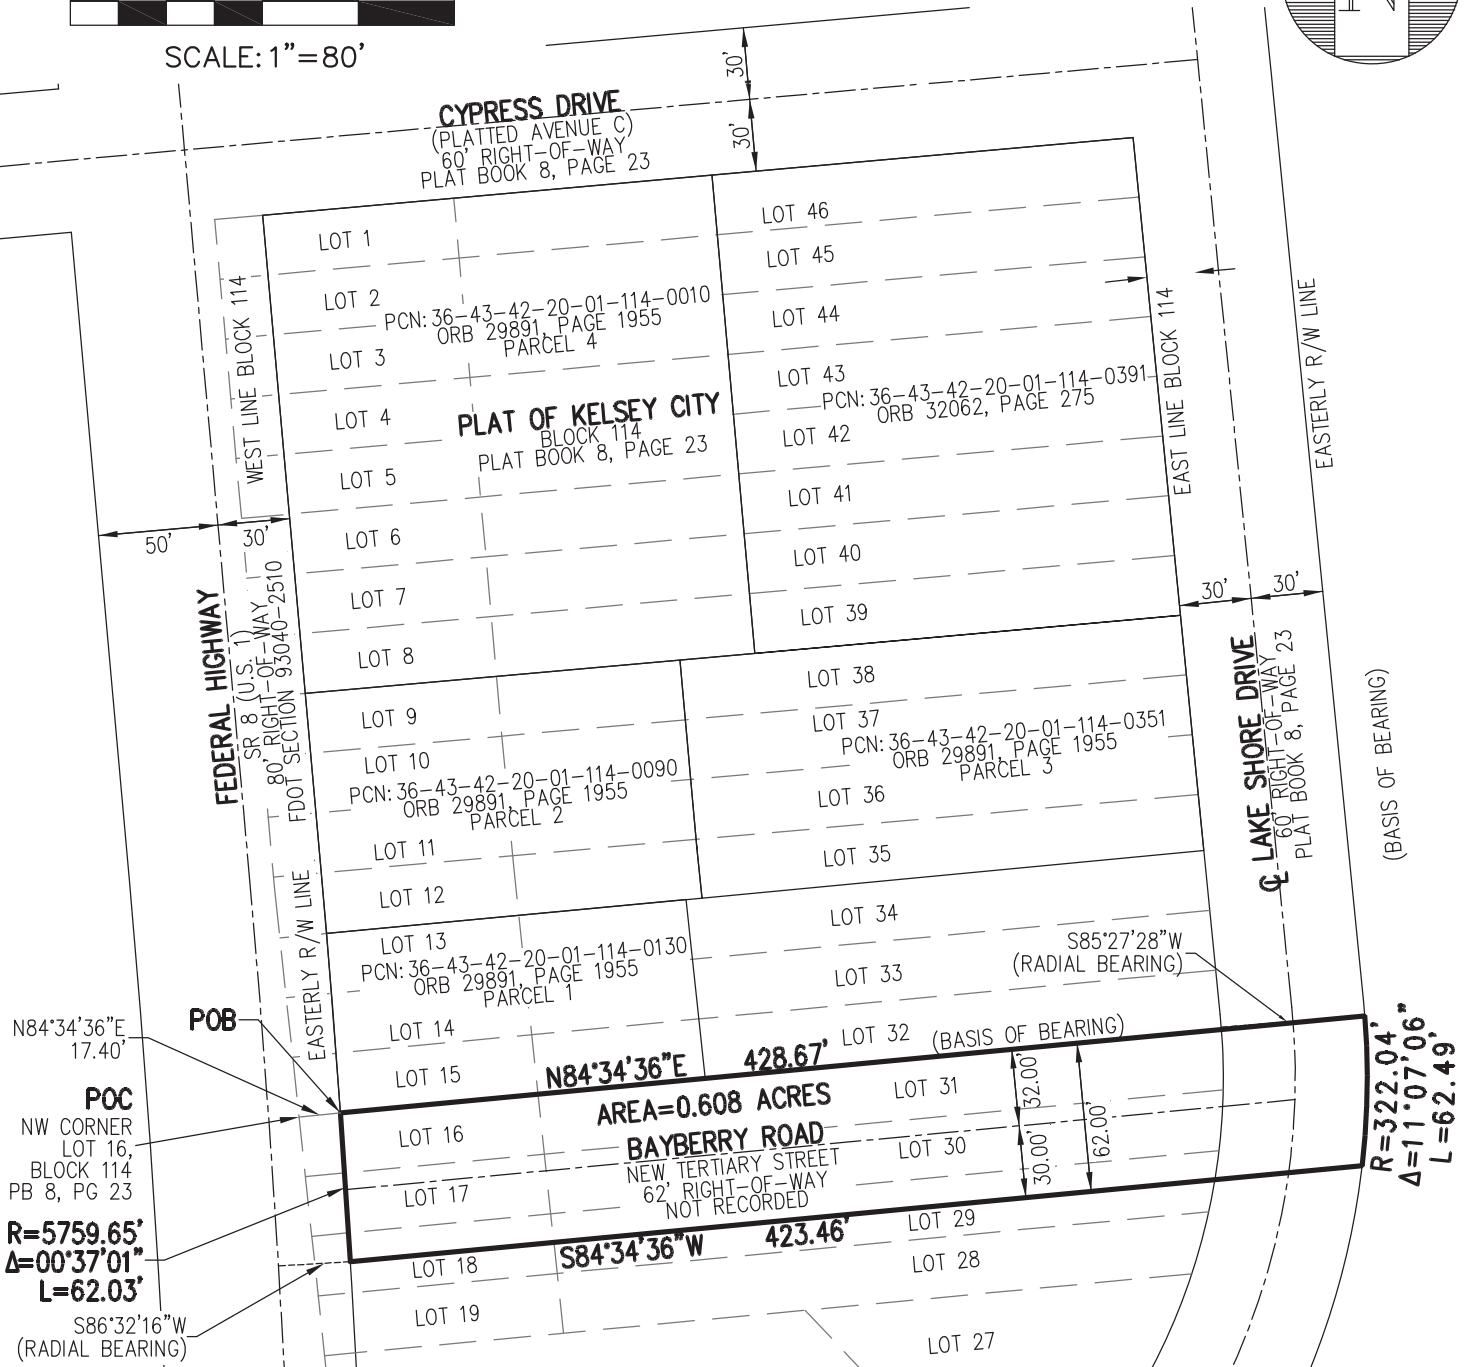 SCALE: 1"=80'
30'
30'
CYPRESS DRIVE
(PLATTED AVENUE C)
60' RIGHT-OF-WAY
PLAT BOOK 8, PAGE 23
LOT 1
LOT 2
PCN: 36-43-42-20-01-114-0010
ORB 29891, PAGE 1955
PARCEL 4
LOT 3
LOT 4
PLAT OF KELSEY CITY
BLOCK 114
PLAT BOOK 8, PAGE 23
LOT 5
LOT 6
LOT 7
LOT 8
LOT 46
LOT 45
LOT 44
LOT 43
PCN: 36-43-42-20-01-114-0391
ORB 32062, PAGE 275
LOT 42
LOT 41
LOT 40
LOT 39
WEST LINE BLOCK 114
EAST LINE BLOCK 114
EASTERLY R/W LINE
50'
30'
30'
30'
FEDERAL HIGHWAY
SR 8 (U.S. 1)
80' RIGHT-OF-WAY
FDOT SECTION 93040-2510
EASTERLY R/W LINE
LOT 9
LOT 10
PCN: 36-43-42-20-01-114-0090
ORB 29891, PAGE 1955
PARCEL 2
LOT 11
LOT 12
LOT 38
LOT 37
PCN: 36-43-42-20-01-114-0351
ORB 29891, PAGE 1955
PARCEL 3
LOT 36
LOT 35
℄ LAKE SHORE DRIVE
60' RIGHT-OF-WAY
PLAT BOOK 8, PAGE 23
(BASIS OF BEARING)
LOT 13
PCN: 36-43-42-20-01-114-0130
ORB 29891, PAGE 1955
PARCEL 1
LOT 14
LOT 15
LOT 34
LOT 33
LOT 32
(BASIS OF BEARING)
S85°27'28"W
(RADIAL BEARING)
POB
N84°34'36"E
17.40'
POC
NW CORNER
LOT 16,
BLOCK 114
PB 8, PG 23
R=5759.65'
Δ=00°37'01"
L=62.03'
S86°32'16"W
(RADIAL BEARING)
N84°34'36"E 428.67'
AREA=0.608 ACRES
BAYBERRY ROAD
NEW TERTIARY STREET
62' RIGHT-OF-WAY
NOT RECORDED
LOT 16
LOT 17
LOT 31
LOT 30
32.00'
30.00'
62.00'
S84°34'36"W 423.46'
R=322.04'
Δ=11°07'06"
L=62.49'
LOT 18
LOT 19
LOT 29
LOT 28
LOT 27